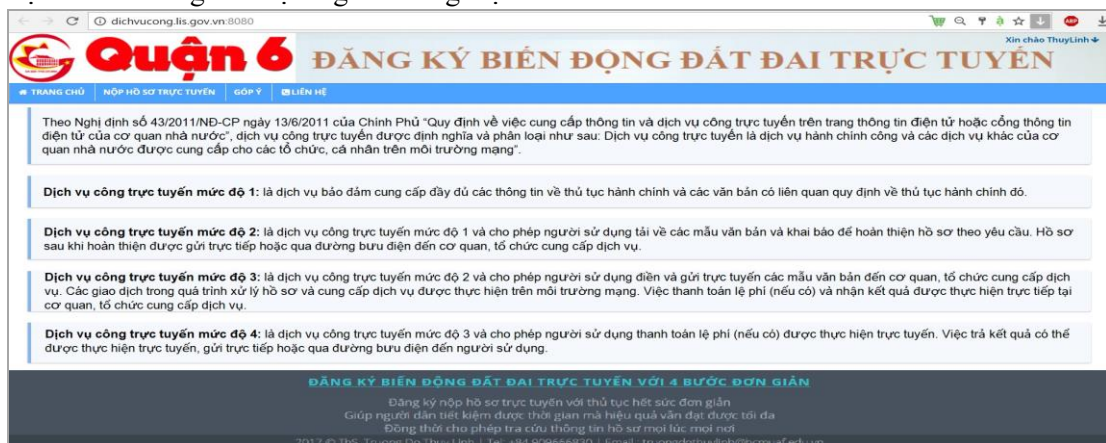 dichvucong.lis.gov.vn:8080
Xin chào ThuyLinh
Quận 6 ĐĂNG KÝ BIẾN ĐỘNG ĐẤT ĐAI TRỰC TUYẾN
TRANG CHỦ NỘP HỒ SƠ TRỰC TUYẾN GÓP Ý LIÊN HỆ
Theo Nghị định số 43/2011/NĐ-CP ngày 13/6/2011 của Chính Phủ "Quy định về việc cung cấp thông tin và dịch vụ công trực tuyến trên trang thông tin điện tử hoặc cổng thông tin
điện tử của cơ quan nhà nước", dịch vụ công trực tuyến được định nghĩa và phân loại như sau: Dịch vụ công trực tuyến là dịch vụ hành chính công và các dịch vụ khác của cơ
quan nhà nước được cung cấp cho các tổ chức, cá nhân trên môi trường mạng".
Dịch vụ công trực tuyến mức độ 1: là dịch vụ bảo đảm cung cấp đầy đủ các thông tin về thủ tục hành chính và các văn bản có liên quan quy định về thủ tục hành chính đó.
Dịch vụ công trực tuyến mức độ 2: là dịch vụ công trực tuyến mức độ 1 và cho phép người sử dụng tải về các mẫu văn bản và khai báo để hoàn thiện hồ sơ theo yêu cầu. Hồ sơ
sau khi hoàn thiện được gửi trực tiếp hoặc qua đường bưu điện đến cơ quan, tổ chức cung cấp dịch vụ.
Dịch vụ công trực tuyến mức độ 3: là dịch vụ công trực tuyến mức độ 2 và cho phép người sử dụng điền và gửi trực tuyến các mẫu văn bản đến cơ quan, tổ chức cung cấp dịch
vụ. Các giao dịch trong quá trình xử lý hồ sơ và cung cấp dịch vụ được thực hiện trên môi trường mạng. Việc thanh toán lệ phí (nếu có) và nhận kết quả được thực hiện trực tiếp tại
cơ quan, tổ chức cung cấp dịch vụ.
Dịch vụ công trực tuyến mức độ 4: là dịch vụ công trực tuyến mức độ 3 và cho phép người sử dụng thanh toán lệ phí (nếu có) được thực hiện trực tuyến. Việc trả kết quả có thể
được thực hiện trực tuyến, gửi trực tiếp hoặc qua đường bưu điện đến người sử dụng.
ĐĂNG KÝ BIẾN ĐỘNG ĐẤT ĐAI TRỰC TUYẾN VỚI 4 BƯỚC ĐƠN GIẢN
Đăng ký nộp hồ sơ trực tuyến với thủ tục hết sức đơn giản
Giúp người dân tiết kiệm được thời gian mà hiệu quả vẫn đạt được tối đa
Đồng thời cho phép tra cứu thông tin hồ sơ mọi lúc mọi nơi
2017 © ThS. Truong Do Thuy Linh | Tel: +84 909666830 | Email : truongdothuylinh@hcmuaf.edu.vn